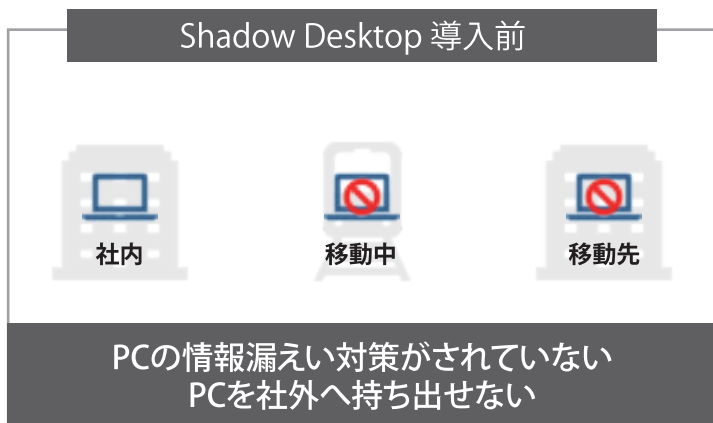 Shadow Desktop 導入前
社内
移動中
移動先
PCの情報漏えい対策がされていない
PCを社外へ持ち出せない